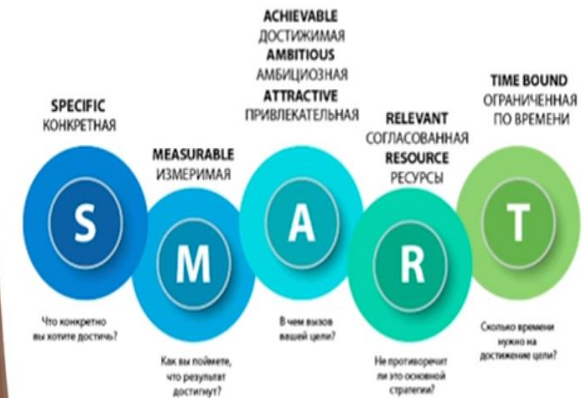 SPECIFIC
КОНКРЕТНАЯ
MEASURABLE
ИЗМЕРИМАЯ
ACHIEVABLE
ДОСТИЖИМАЯ
AMBITIOUS
АМБИЦИОЗНАЯ
ATTRACTIVE
ПРИВЛЕКАТЕЛЬНАЯ
RELEVANT
СОГЛАСОВАННАЯ
RESOURCE
РЕСУРСЫ
TIME BOUND
ОГРАНИЧЕННАЯ
ПО ВРЕМЕНИ
S
M
A
R
T
Что конкретно
вы хотите достичь?
Как вы поймете,
что результат
достигнут?
В чем вызов
вашей цели?
Не противоречит
ли это основной
стратегии?
Сколько времени
нужно на
достижение цели?